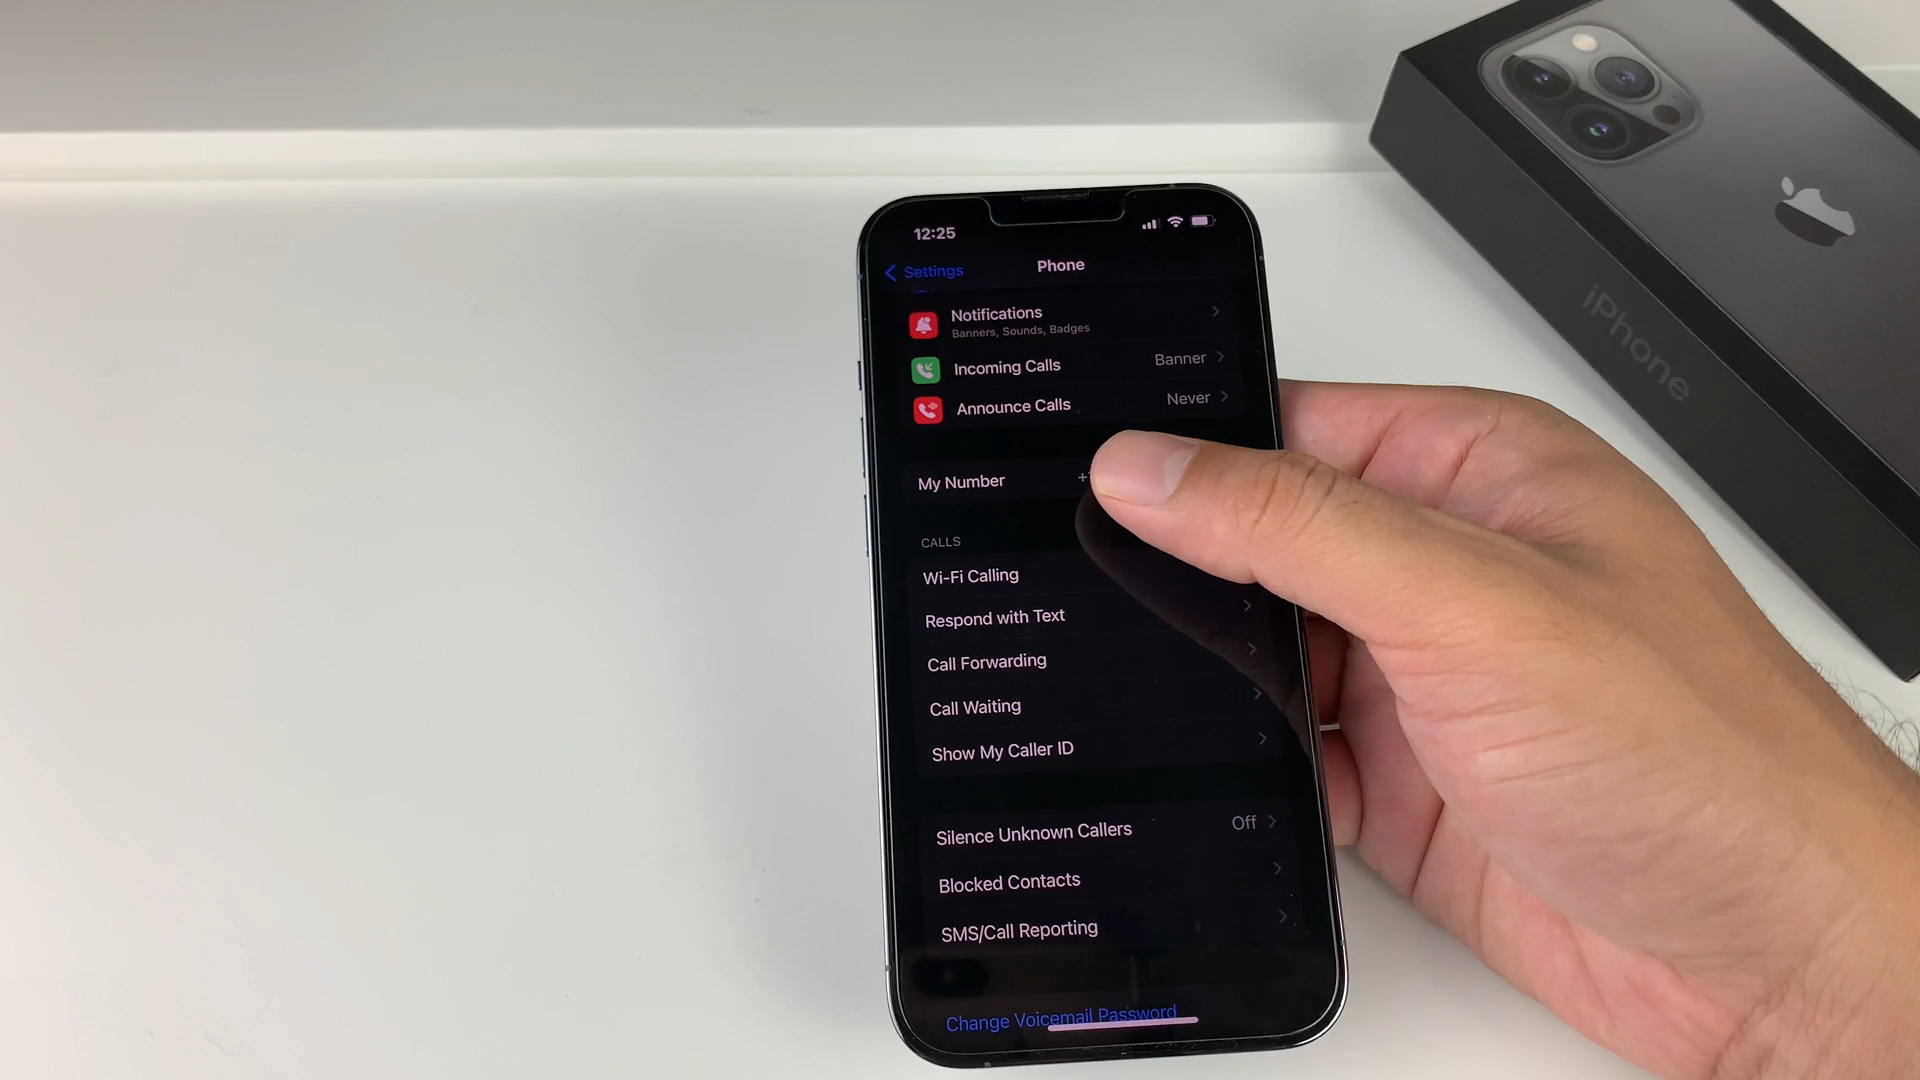 12:25
Settings
Phone
Notifications
Banners, Sounds, Badges
Incoming Calls
Banner
Announce Calls
Never
My Number
+
CALLS
Wi-Fi Calling
Respond with Text
Call Forwarding
Call Waiting
Show My Caller ID
Silence Unknown Callers
Off
Blocked Contacts
SMS/Call Reporting
Change Voicemail Password
iPhone